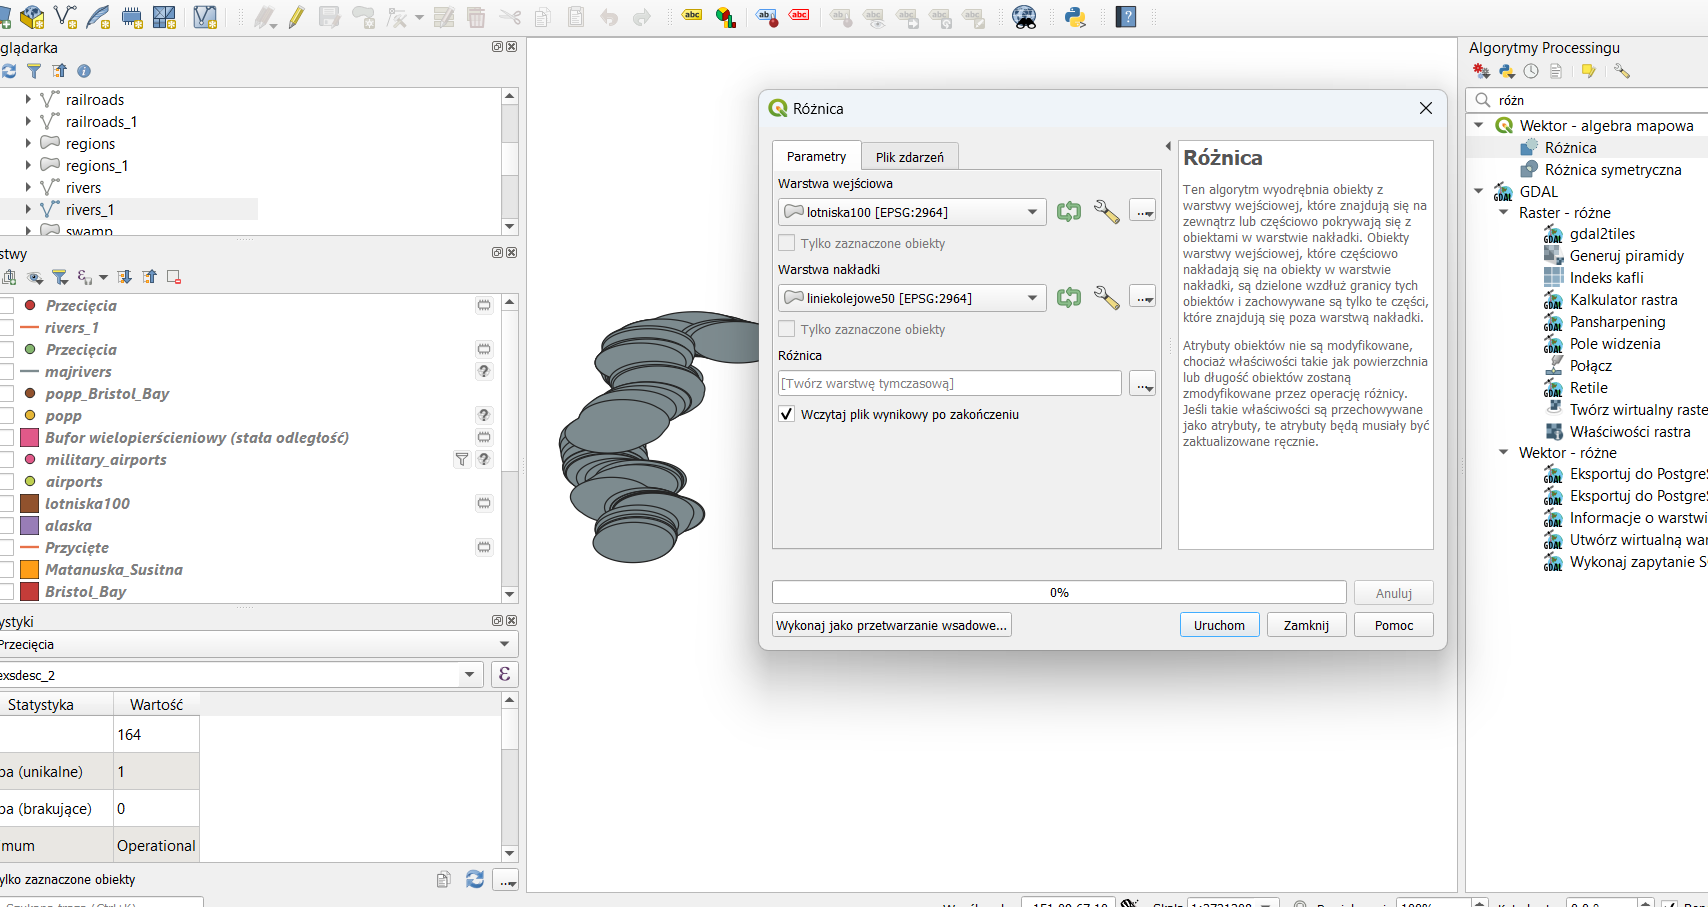 glądarka
railroads
railroads_1
regions
regions_1
rivers
rivers_1
swamp
stwy
Przecięcia
rivers_1
Przecięcia
majrivers
popp_Bristol_Bay
popp
Bufor wielopierścieniowy (stała odległość)
military_airports
airports
lotniska100
alaska
Przycięte
Matanuska_Susitna
Bristol_Bay
ystyki
Przecięcia
exsdesc_2
ε
Statystyka Wartość
164
ba (unikalne) 1
ba (brakujące) 0
mum Operational
ylko zaznaczone obiekty
abc
ab
abc
Różnica
Parametry
Plik zdarzeń
Warstwa wejściowa
lotniska100 [EPSG:2964]
...
Tylko zaznaczone obiekty
Warstwa nakładki
liniekolejowe50 [EPSG:2964]
...
Tylko zaznaczone obiekty
Różnica
[Twórz warstwę tymczasową]
...
Wczytaj plik wynikowy po zakończeniu
Różnica
Ten algorytm wyodrębnia obiekty z
warstwy wejściowej, które znajdują się na
zewnątrz lub częściowo pokrywają się z
obiektami w warstwie nakładki. Obiekty
warstwy wejściowej, które częściowo
nakładają się na obiekty w warstwie
nakładki, są dzielone wzdłuż granicy tych
obiektów i zachowywane są tylko te części,
które znajdują się poza warstwą nakładki.
Atrybuty obiektów nie są modyfikowane,
chociaż właściwości takie jak powierzchnia
lub długość obiektów zostaną
zmodyfikowane przez operację różnicy.
Jeśli takie właściwości są przechowywane
jako atrybuty, te atrybuty będą musiały być
zaktualizowane ręcznie.
0%
Anuluj
Wykonaj jako przetwarzanie wsadowe...
Uruchom
Zamknij
Pomoc
Algorytmy Processingu
różn
Wektor - algebra mapowa
Różnica
Różnica symetryczna
GDAL
Raster - różne
gdal2tiles
Generuj piramidy
Indeks kafli
Kalkulator rastra
Pansharpening
Pole widzenia
Połącz
Retile
Twórz wirtualny raste
Właściwości rastra
Wektor - różne
Eksportuj do PostgreS
Eksportuj do PostgreS
Informacje o warstwi
Utwórz wirtualną war
Wykonaj zapytanie S